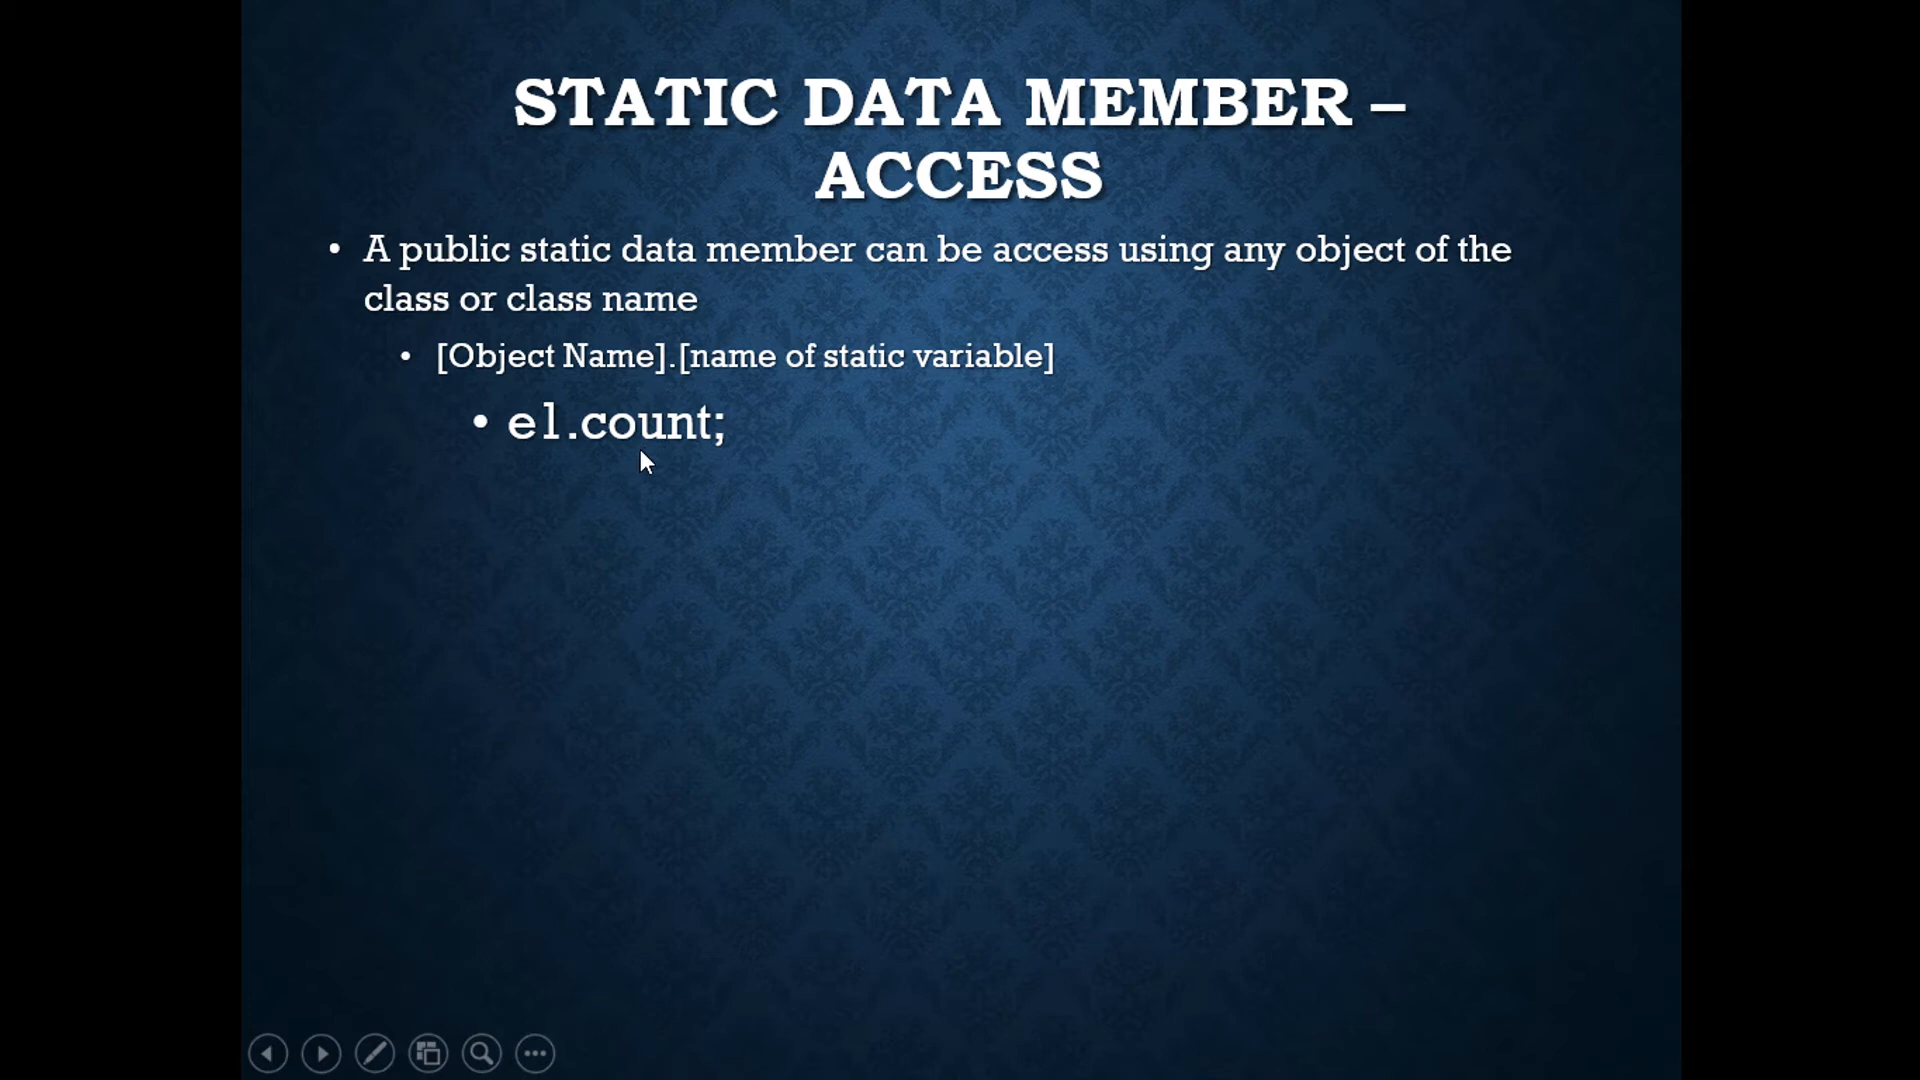 STATIC DATA MEMBER –
ACCESS
• A public static data member can be access using any object of the
class or class name
• [Object Name].[name of static variable]
• e1.count;